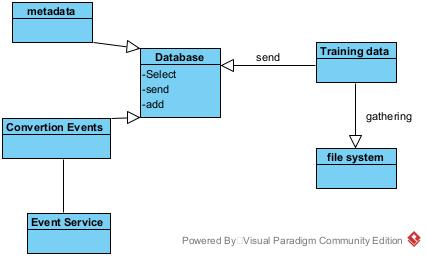 metadata
Database
-Select
-send
-add
send
Training data
gathering
Convertion Events
file system
Event Service
Powered By Visual Paradigm Community Edition